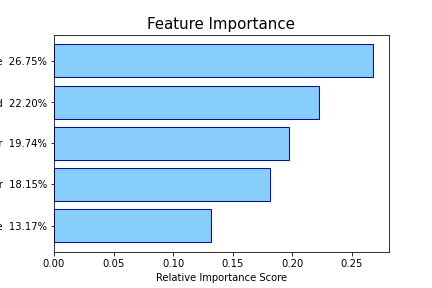 Feature Importance
e 26.75%
d 22.20%
r 19.74%
r 18.15%
e 13.17%
0.00 0.05 0.10 0.15 0.20 0.25
Relative Importance Score